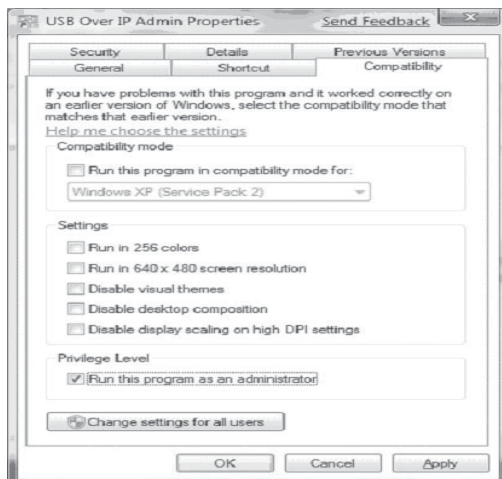 USB Over IP Admin Properties Send Feedback
Security Details Previous Versions
General Shortcut Compatibility
If you have problems with this program and it worked correctly on
an earlier version of Windows, select the compatibility mode that
matches that earlier version.
Help me choose the settings
Compatibility mode
Run this program in compatibility mode for:
Windows XP (Service Pack 2)
Settings
Run in 256 colors
Run in 640 x 480 screen resolution
Disable visual themes
Disable desktop composition
Disable display scaling on high DPI settings
Privilege Level
Run this program as an administrator
Change settings for all users
OK Cancel Apply